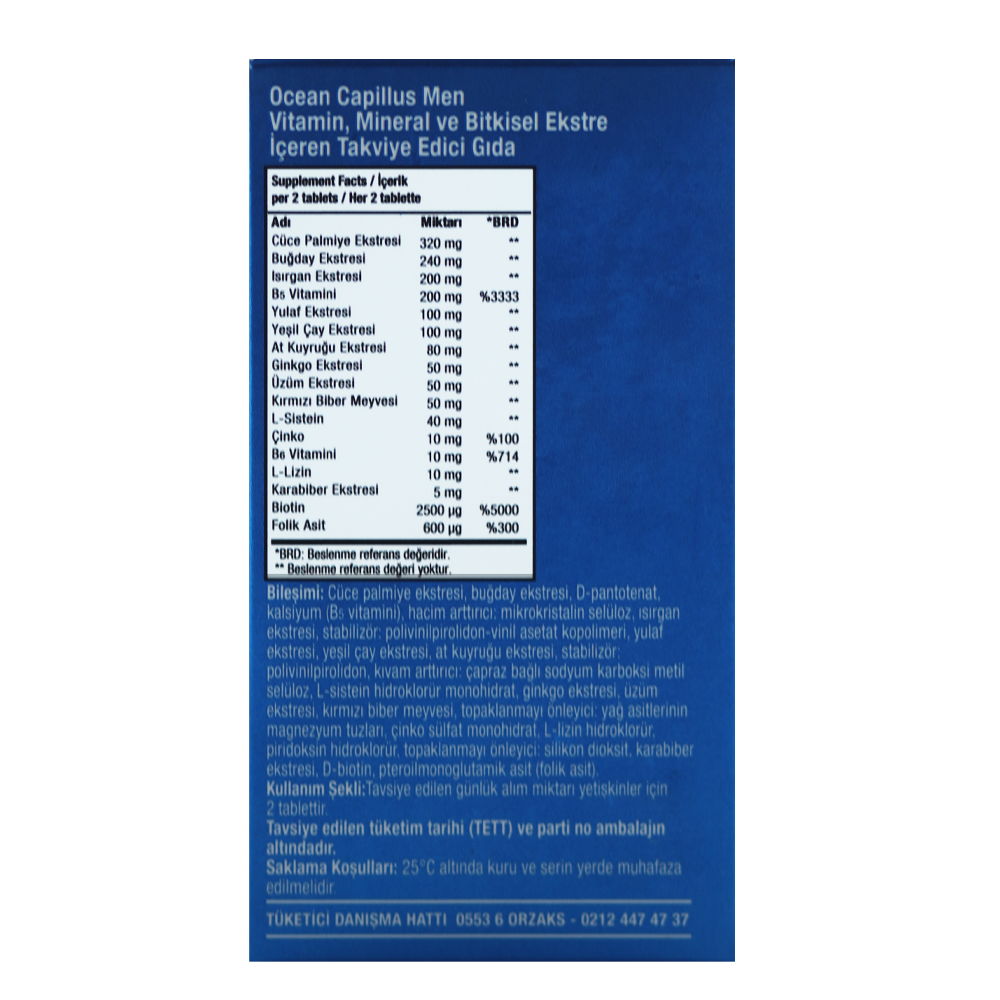 Ocean Capillus Men
Vitamin, Mineral ve Bitkisel Ekstre
İçeren Takviye Edici Gıda
Supplement Facts / İçerik
per 2 tablets / Her 2 tablette
Adı Miktarı *BRD
Cüce Palmiye Ekstresi 320 mg **
Buğday Ekstresi 240 mg **
Isırgan Ekstresi 200 mg **
B5 Vitamini 200 mg %3333
Yulaf Ekstresi 100 mg **
Yeşil Çay Ekstresi 100 mg **
At Kuyruğu Ekstresi 80 mg **
Ginkgo Ekstresi 50 mg **
Üzüm Ekstresi 50 mg **
Kırmızı Biber Meyvesi 50 mg **
L-Sistein 40 mg **
Çinko 10 mg %100
B6 Vitamini 10 mg %714
L-Lizin 10 mg **
Karabiber Ekstresi 5 mg **
Biotin 2500 µg %5000
Folik Asit 600 µg %300
*BRD: Beslenme referans değeridir.
** Beslenme referans değeri yoktur.
Bileşimi: Cüce palmiye ekstresi, buğday ekstresi, D-pantotenat,
kalsiyum (B5 vitamini), hacim arttırıcı: mikrokristalin selüloz, ısırgan
ekstresi, stabilizör: polivinilpirolidon-vinil asetat kopolimeri, yulaf
ekstresi, yeşil çay ekstresi, at kuyruğu ekstresi, stabilizör:
polivinilpirolidon, kıvam arttırıcı: çapraz bağlı sodyum karboksi metil
selüloz, L-sistein hidroklorür monohidrat, ginkgo ekstresi, üzüm
ekstresi, kırmızı biber meyvesi, topaklanmayı önleyici: yağ asitlerinin
magnezyum tuzları, çinko sülfat monohidrat, L-lizin hidroklorür,
piridoksin hidroklorür, topaklanmayı önleyici: silikon dioksit, karabiber
ekstresi, D-biotin, pteroilmonoglutamik asit (folik asit).
Kullanım Şekli:Tavsiye edilen günlük alım miktarı yetişkinler için
2 tablettir.
Tavsiye edilen tüketim tarihi (TETT) ve parti no ambalajın
altındadır.
Saklama Koşulları: 25°C altında kuru ve serin yerde muhafaza
edilmelidir.
TÜKETİCİ DANIŞMA HATTI 0553 6 ORZAKS - 0212 447 47 37